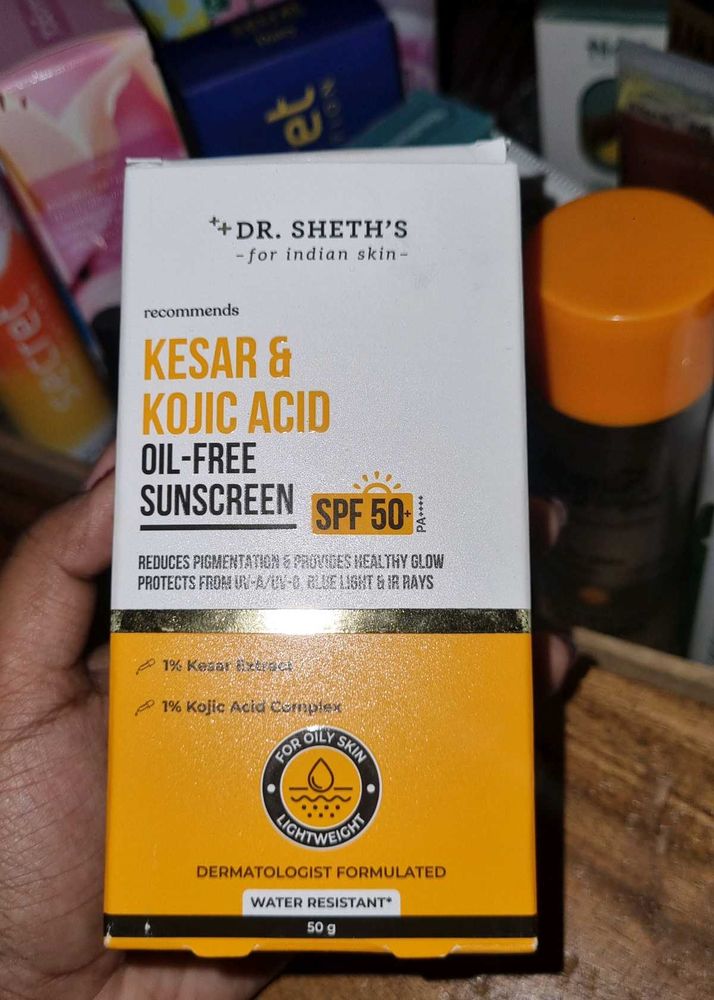 DR. SHETH'S
-for indian skin-
recommends
KESAR &
KOJIC ACID
OIL-FREE
SUNSCREEN
SPF 50+
PA++++
REDUCES PIGMENTATION & PROVIDES HEALTHY GLOW
PROTECTS FROM UV-A/UV-B, BLUE LIGHT & IR RAYS
1% Kesar Extract
1% Kojic Acid Complex
FOR OILY SKIN
LIGHTWEIGHT
DERMATOLOGIST FORMULATED
WATER RESISTANT*
50 g
secret